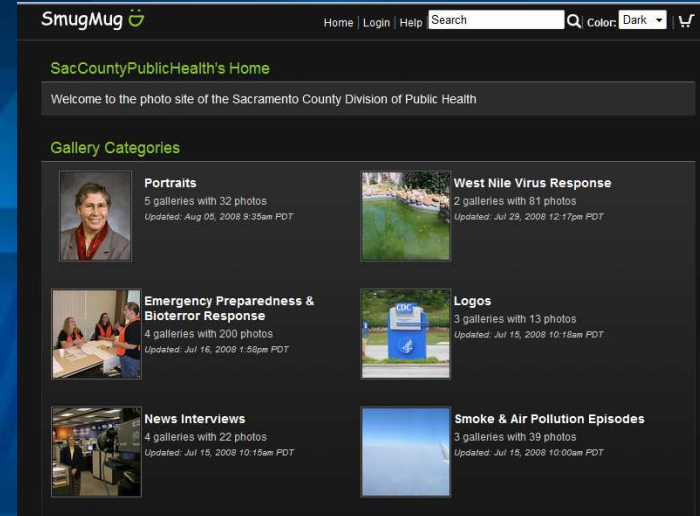 SmugMug
Home | Login | Help Search Color: Dark
SacCountyPublicHealth's Home
Welcome to the photo site of the Sacramento County Division of Public Health
Gallery Categories
Portraits
5 galleries with 32 photos
Updated: Aug 05, 2008 9:35am PDT
West Nile Virus Response
2 galleries with 81 photos
Updated: Jul 29, 2008 12:17pm PDT
Emergency Preparedness &
Bioterror Response
4 galleries with 200 photos
Updated: Jul 16, 2008 1:58pm PDT
Logos
3 galleries with 13 photos
Updated: Jul 15, 2008 10:18am PDT
CDC
News Interviews
4 galleries with 22 photos
Updated: Jul 15, 2008 10:15am PDT
Smoke & Air Pollution Episodes
3 galleries with 39 photos
Updated: Jul 15, 2008 10:00am PDT